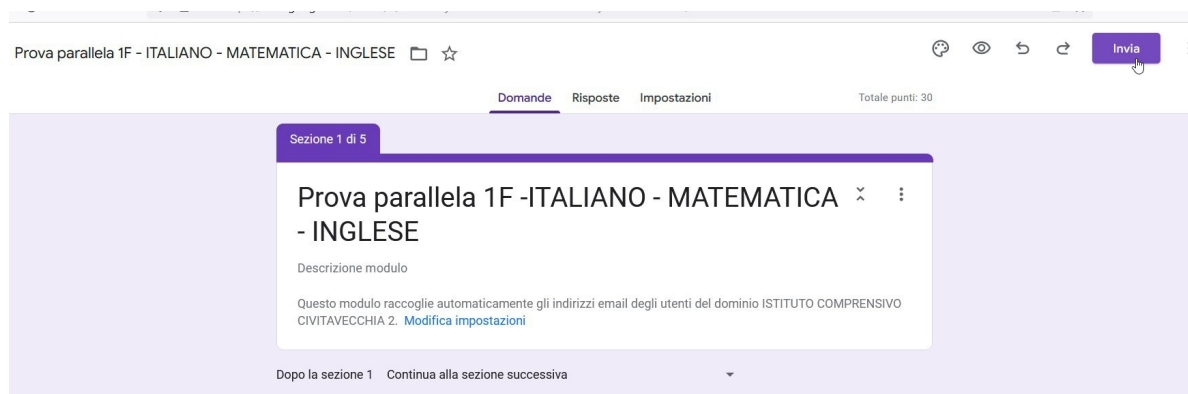 Prova parallela 1F - ITALIANO - MATEMATICA - INGLESE
Invia
Domande Risposte Impostazioni Totale punti: 30
Sezione 1 di 5
Prova parallela 1F -ITALIANO - MATEMATICA
- INGLESE
Descrizione modulo
Questo modulo raccoglie automaticamente gli indirizzi email degli utenti del dominio ISTITUTO COMPRENSIVO
CIVITAVECCHIA 2. Modifica impostazioni
Dopo la sezione 1 Continua alla sezione successiva